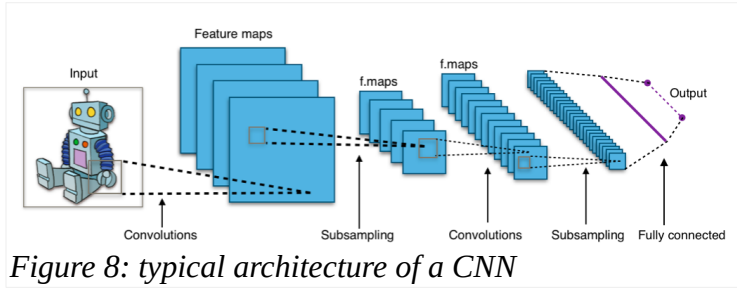 Feature maps
Input
f.maps
f.maps
Output
Convolutions
Subsampling
Convolutions
Subsampling
Fully connected
Figure 8: typical architecture of a CNN